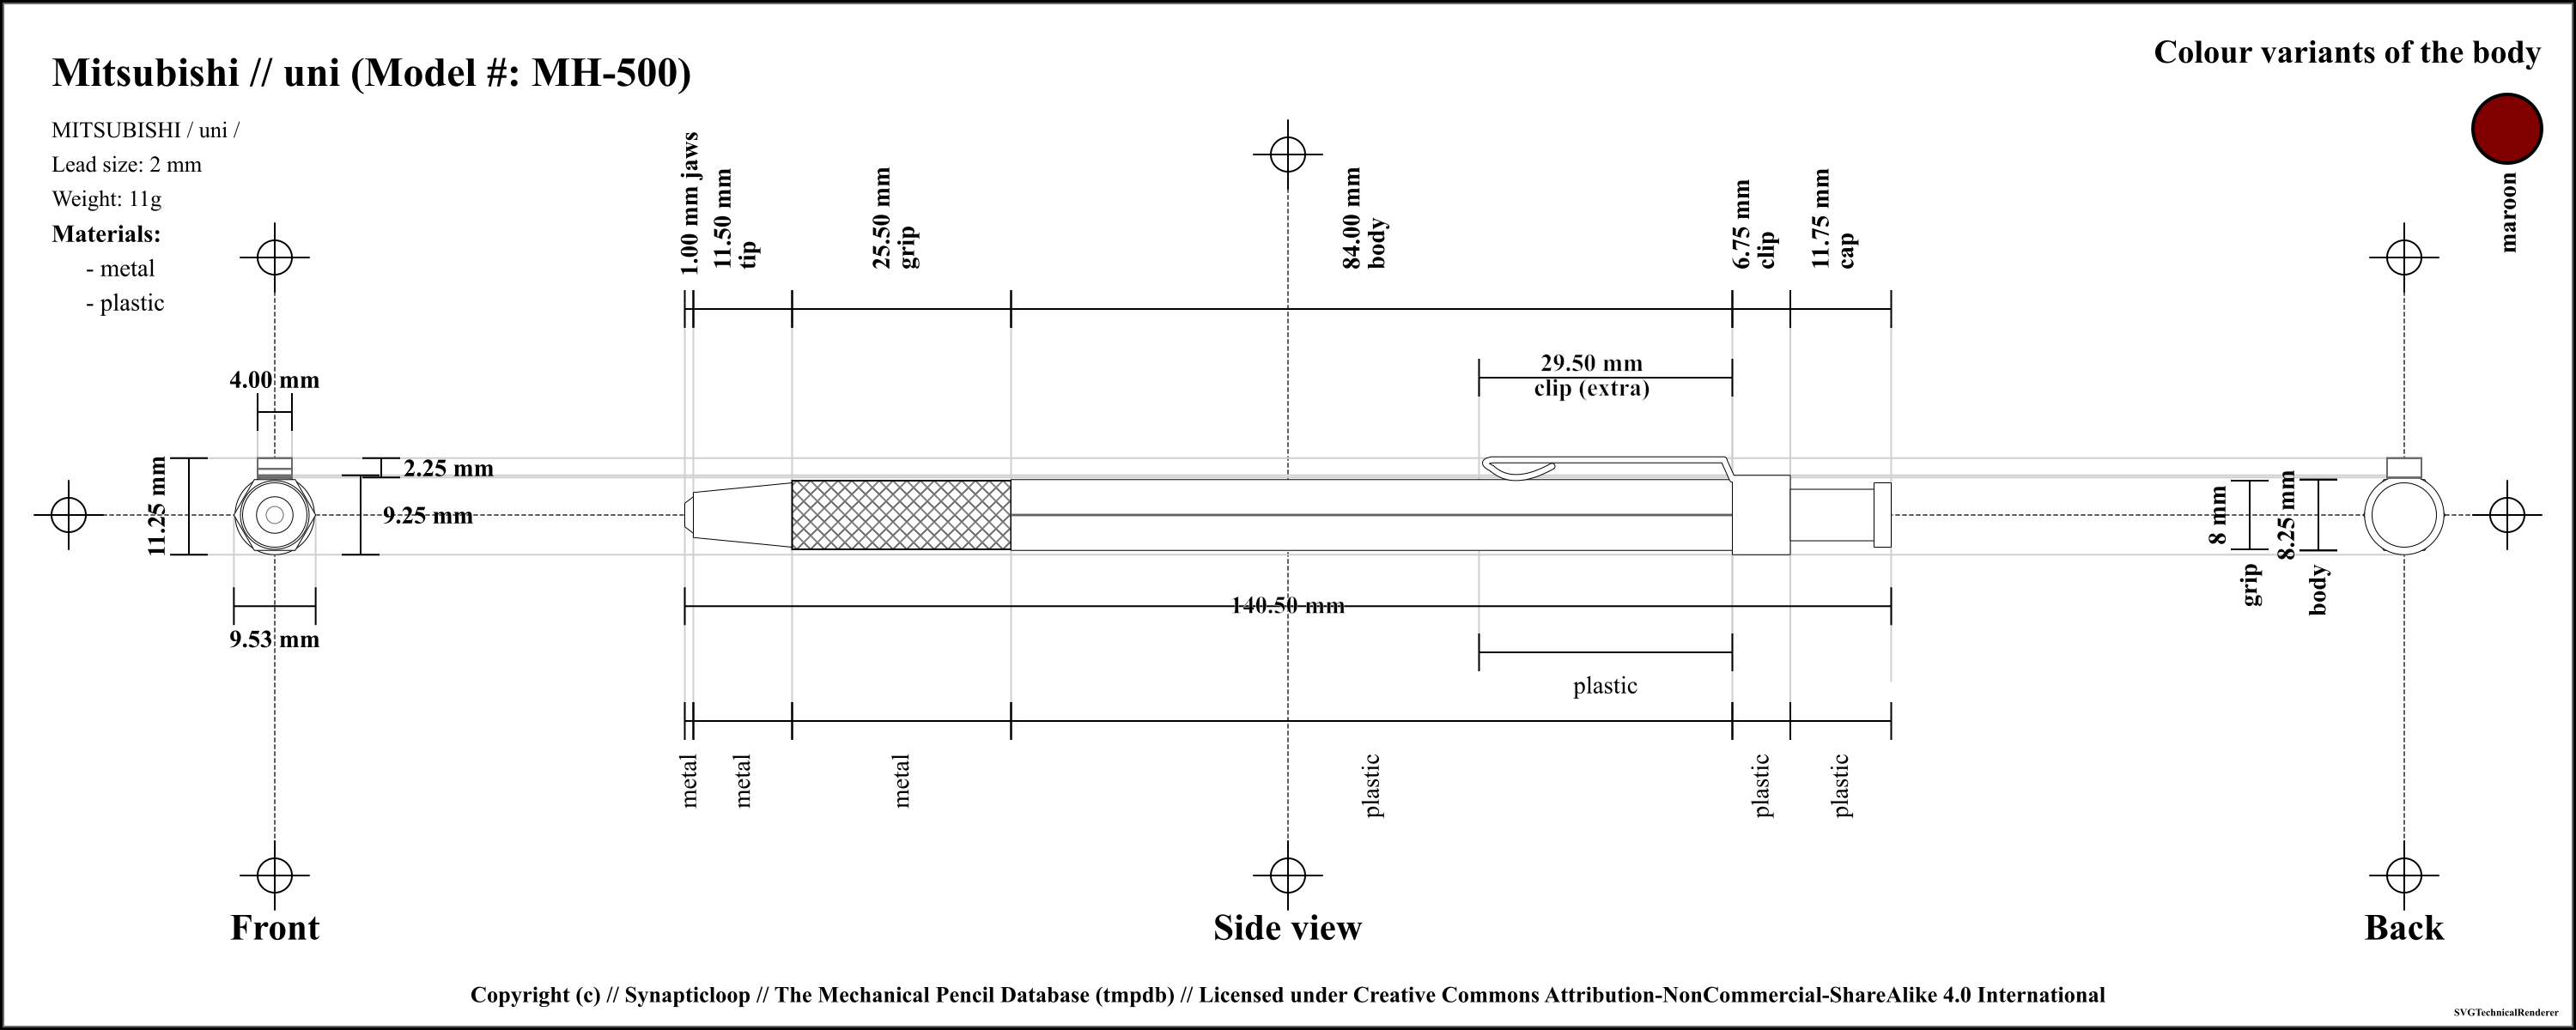 Mitsubishi // uni (Model #: MH-500)
Colour variants of the body
MITSUBISHI / uni /
Lead size: 2 mm
Weight: 11g
Materials:
- metal
- plastic
maroon
1.00 mm jaws
11.50 mm
tip
25.50 mm
grip
84.00 mm
body
6.75 mm
clip
11.75 mm
cap
29.50 mm
clip (extra)
4.00 mm
2.25 mm
11.25 mm
9.25 mm
9.53 mm
8 mm
grip
8.25 mm
body
140.50 mm
plastic
metal
metal
metal
plastic
plastic
plastic
Front
Side view
Back
Copyright (c) // Synapticloop // The Mechanical Pencil Database (tmpdb) // Licensed under Creative Commons Attribution-NonCommercial-ShareAlike 4.0 International
SVGTechnicalRenderer